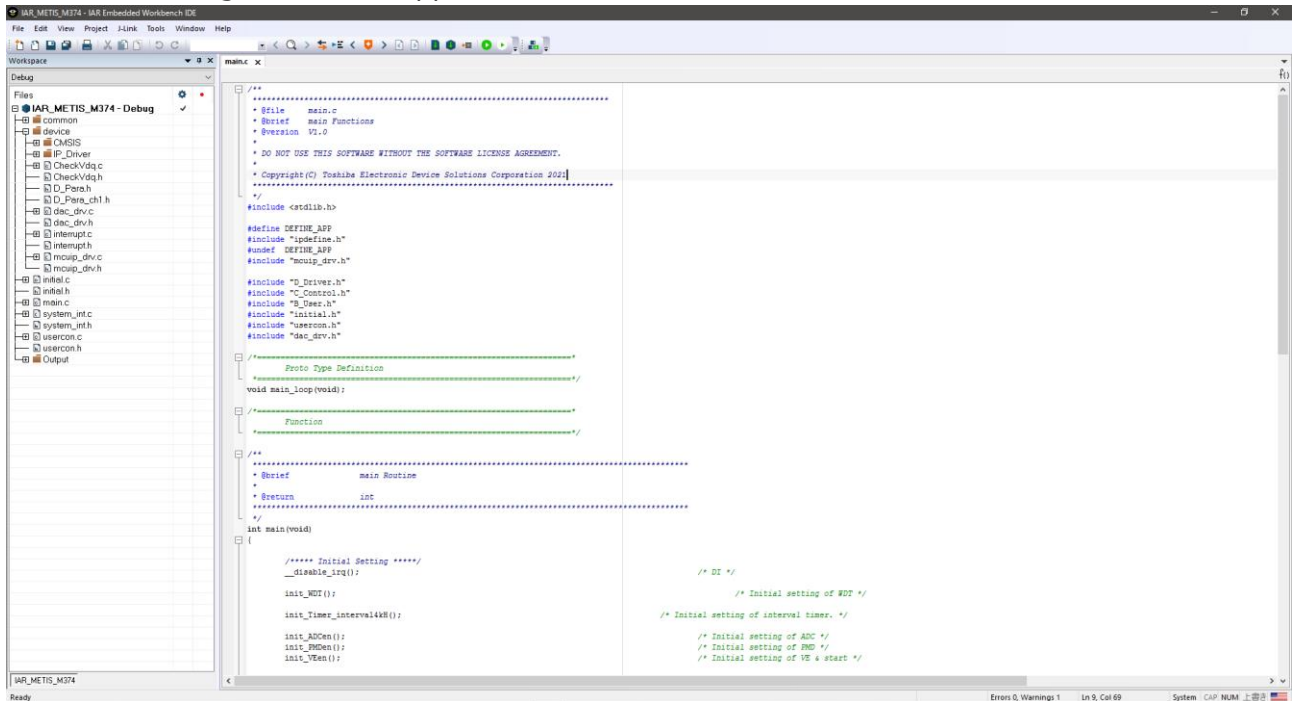 IAR_METIS_M374 - IAR Embedded Workbench IDE
File Edit View Project J-Link Tools Window Help
Workspace
main.c x
Debug
Files
IAR_METIS_M374 - Debug
common
device
CMSIS
IP_Driver
CheckVdq.c
CheckVdq.h
D_Para.h
D_Para_ch1.h
dac_drv.c
dac_drv.h
interrupt.c
interrupt.h
mcuip_drv.c
mcuip_drv.h
initial.c
initial.h
main.c
system_int.c
system_int.h
usercon.c
usercon.h
Output
IAR_METIS_M374
/**
*******************************************************************************
* @file main.c
* @brief main Functions
* @version V1.0
*
* DO NOT USE THIS SOFTWARE WITHOUT THE SOFTWARE LICENSE AGREEMENT.
*
* Copyright(C) Toshiba Electronic Device Solutions Corporation 2021
*******************************************************************************
*/
#include <stdlib.h>
#define DEFINE_APP
#include "ipdefine.h"
#undef DEFINE_APP
#include "mcuip_drv.h"
#include "D_Driver.h"
#include "C_Control.h"
#include "B_User.h"
#include "initial.h"
#include "usercon.h"
#include "dac_drv.h"
/*===================================================================*
Proto Type Definition
*===================================================================*/
void main_loop(void);
/*===================================================================*
Function
*===================================================================*/
/**
*********************************************************************************************
* @brief main Routine
*
* @return int
*********************************************************************************************
*/
int main(void)
{
/***** Initial Setting *****/
__disable_irq(); /* DI */
init_WDT(); /* Initial setting of WDT */
init_Timer_interval4kH(); /* Initial setting of interval timer. */
init_ADCen(); /* Initial setting of ADC */
init_PMDen(); /* Initial setting of PMD */
init_VEen(); /* Initial setting of VE & start */
Ready
Errors 0, Warnings 1 Ln 9, Col 69 System CAP NUM 上書き